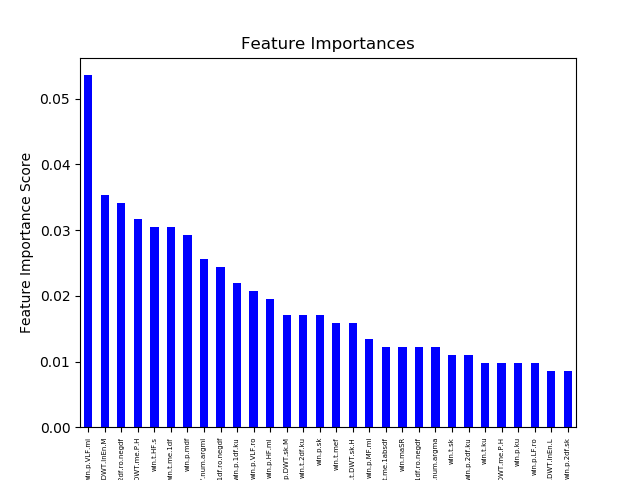 Feature Importances
Feature Importance Score
0.05
0.04
0.03
0.02
0.01
0.00
win.p.VLF.mi
DWT.lnEn.M
2df.ro.negdf
DWT.me.P.H
win.t.HF.s
win.t.me.1df
win.p.mdf
.num.argmi
1df.ro.negdf
win.p.1df.ku
win.p.VLF.ro
win.p.HF.mi
p.DWT.sk.M
win.t.2df.ku
win.p.sk
win.t.mef
t.DWT.sk.H
win.p.MF.mi
t.me.1absdf
win.maSR
1df.ro.negdf
num.argma
win.t.sk
win.p.2df.ku
win.t.ku
DWT.me.P.H
win.p.ku
win.p.LF.ro
DWT.lnEn.L
win.p.2df.sk